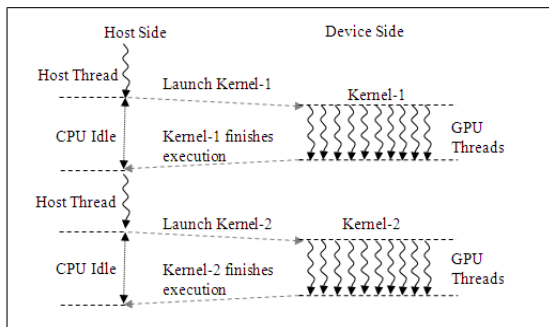 Host Side
Device Side
Host Thread
Launch Kernel-1
Kernel-1
CPU Idle
Kernel-1 finishes
execution
GPU
Threads
Host Thread
Launch Kernel-2
Kernel-2
CPU Idle
Kernel-2 finishes
execution
GPU
Threads